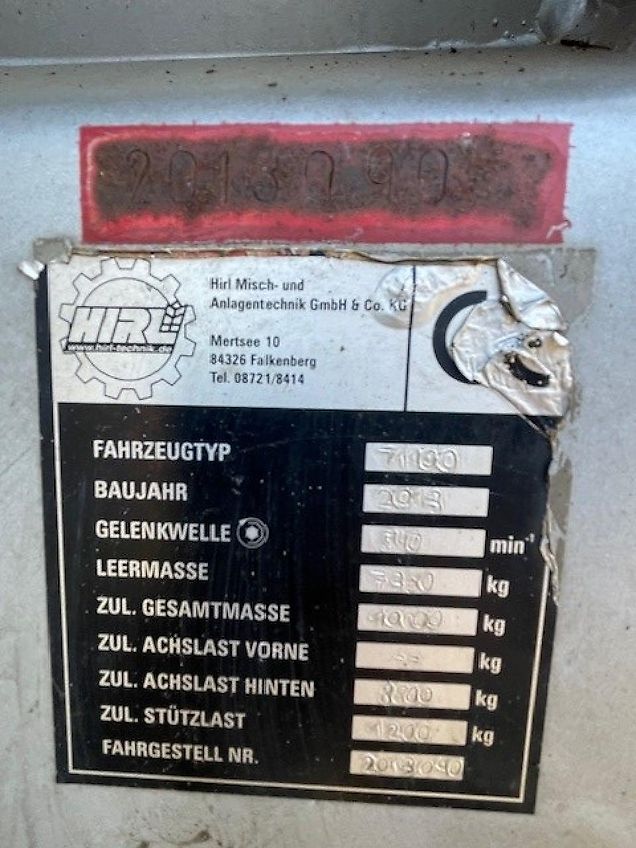 2013090
HIRL
www.hirl-technik.de
Hirl Misch- und
Anlagentechnik GmbH & Co. KG
Mertsee 10
84326 Falkenberg
Tel. 08721/8414
FAHRZEUGTYP
BAUJAHR 2013
GELENKWELLE 540 min⁻¹
LEERMASSE kg
ZUL. GESAMTMASSE kg
ZUL. ACHSLAST VORNE -- kg
ZUL. ACHSLAST HINTEN kg
ZUL. STÜTZLAST 1200 kg
FAHRGESTELL NR. 2013090